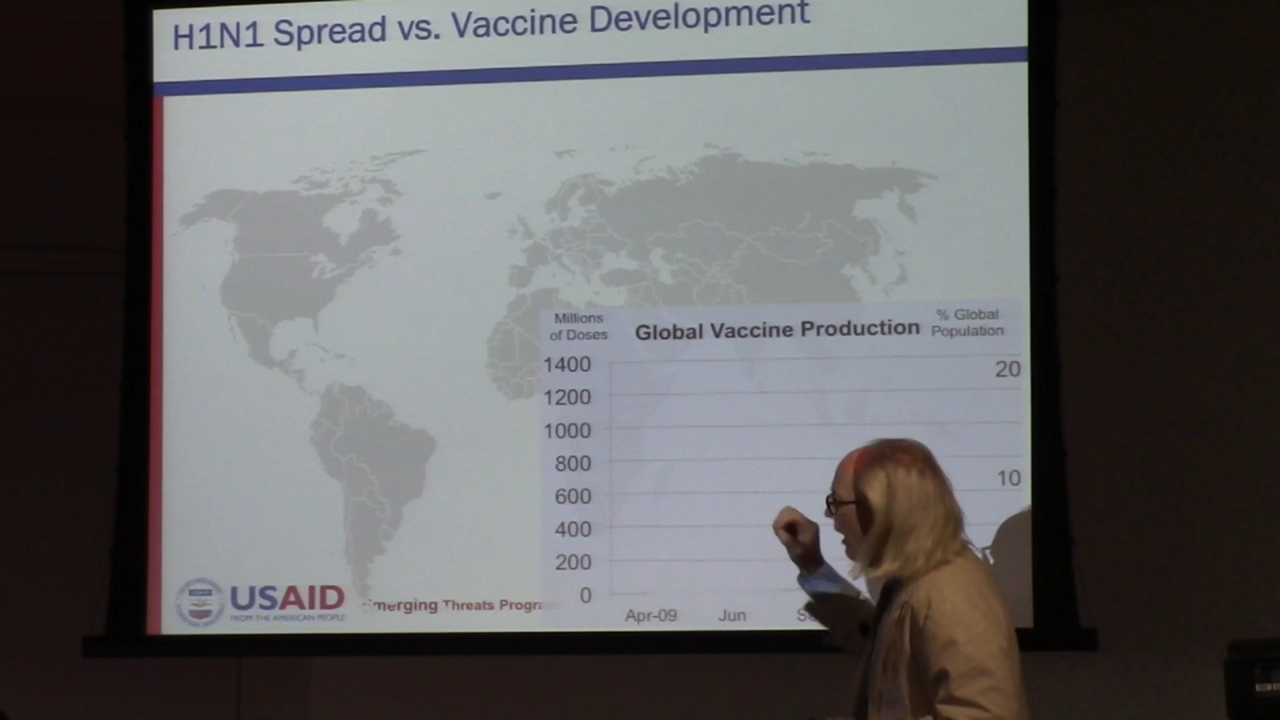 H1N1 Spread vs. Vaccine Development
Millions
of Doses
Global Vaccine Production
% Global
Population
1400
1200
1000
800
600
400
200
0
20
10
Apr-09
Jun
USAID
FROM THE AMERICAN PEOPLE
Emerging Threats